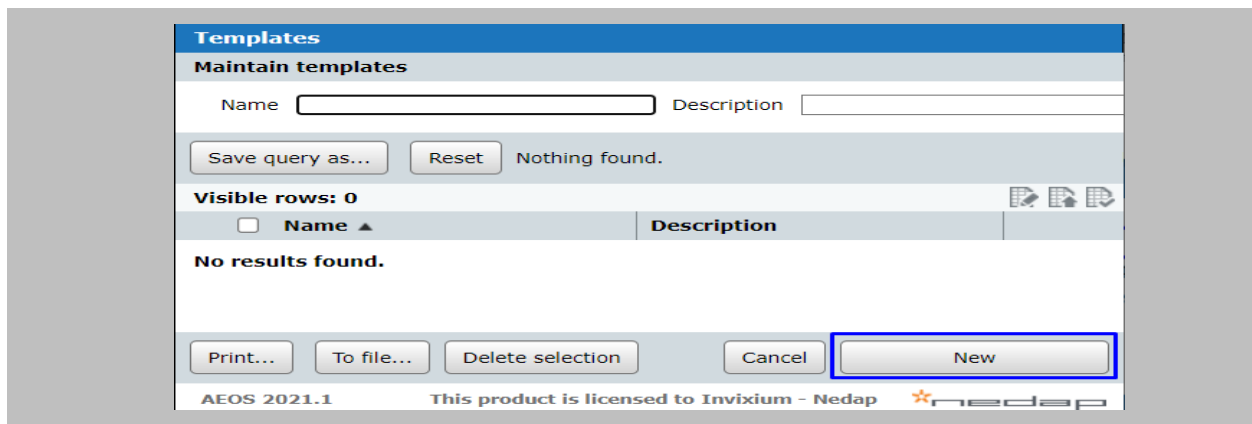 Templates
Maintain templates
Name Description
Save query as... Reset Nothing found.
Visible rows: 0
Name ▲ Description
No results found.
Print... To file... Delete selection Cancel New
AEOS 2021.1 This product is licensed to Invixium - Nedap nedap